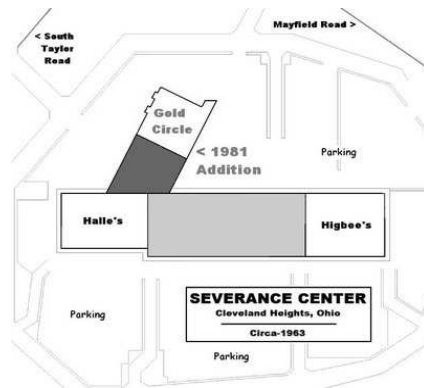 < South
Taylor
Road
Mayfield Road >
Gold
Circle
< 1981
Addition
Parking
Halle's
Higbee's
SEVERANCE CENTER
Cleveland Heights, Ohio
Circa-1963
Parking
Parking